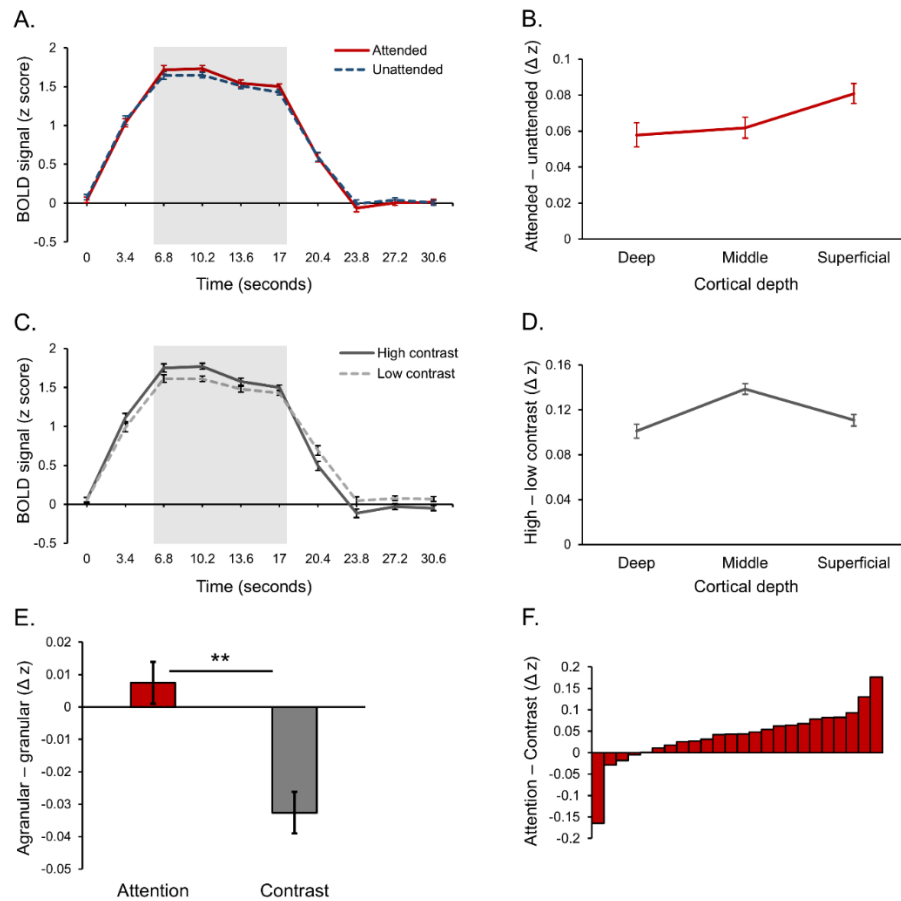 A.
BOLD signal (z score)
2
1.5
1
0.5
0
-0.5
Attended
Unattended
0 3.4 6.8 10.2 13.6 17 20.4 23.8 27.2 30.6
Time (seconds)
B.
Attended – unattended (Δ z)
0.1
0.08
0.06
0.04
0.02
0
Deep Middle Superficial
Cortical depth
C.
BOLD signal (z score)
2
1.5
1
0.5
0
-0.5
High contrast
Low contrast
0 3.4 6.8 10.2 13.6 17 20.4 23.8 27.2 30.6
Time (seconds)
D.
High – low contrast (Δ z)
0.16
0.12
0.08
0.04
0
Deep Middle Superficial
Cortical depth
E.
Agranular – granular (Δ z)
0.02
0.01
0
-0.01
-0.02
-0.03
-0.04
-0.05
**
Attention Contrast
F.
Attention – Contrast (Δ z)
0.2
0.15
0.1
0.05
0
-0.05
-0.1
-0.15
-0.2